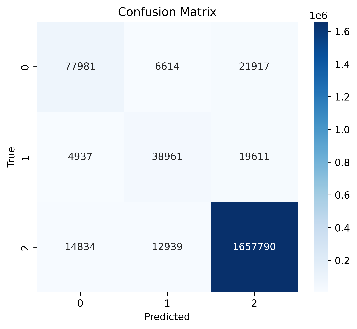 Confusion Matrix
1e6
0 77981 6614 21917
1 4937 38961 19611
2 14834 12939 1657790
0 1 2
True
Predicted
1.6
1.4
1.2
1.0
0.8
0.6
0.4
0.2